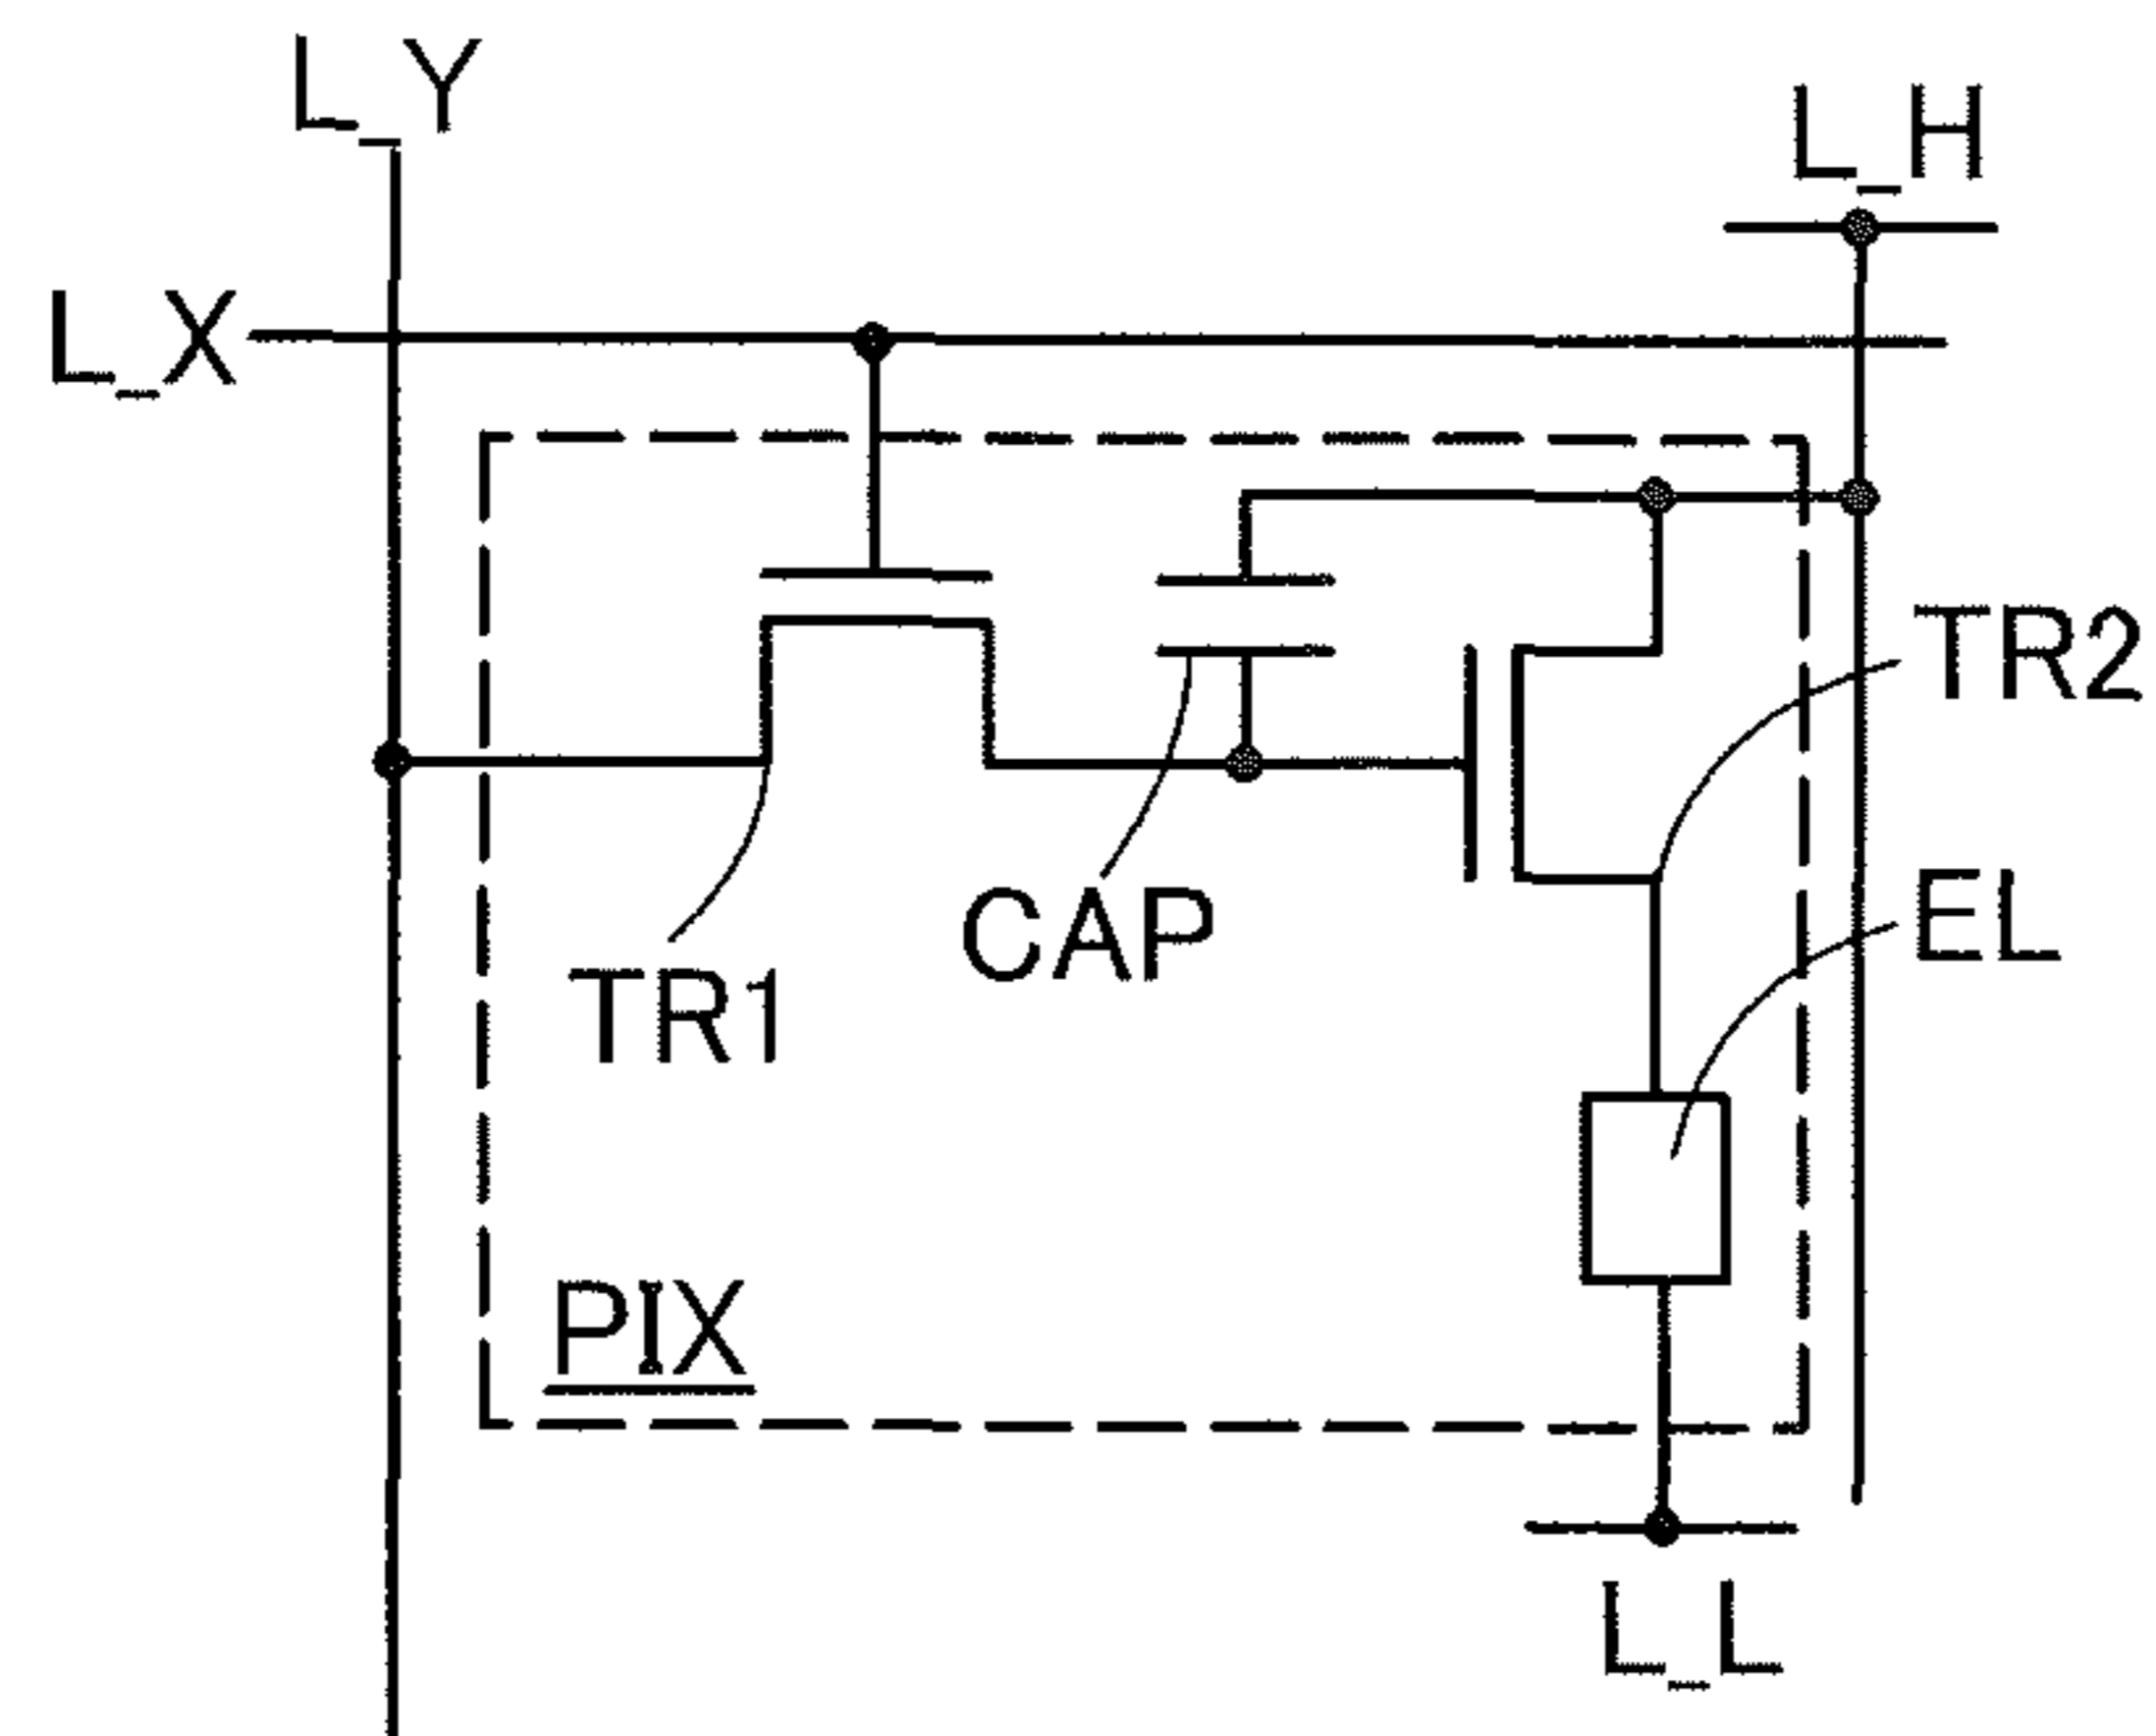 L_Y
L_H
L_X
TR2
EL
CAP
TR1
PIX
L_L